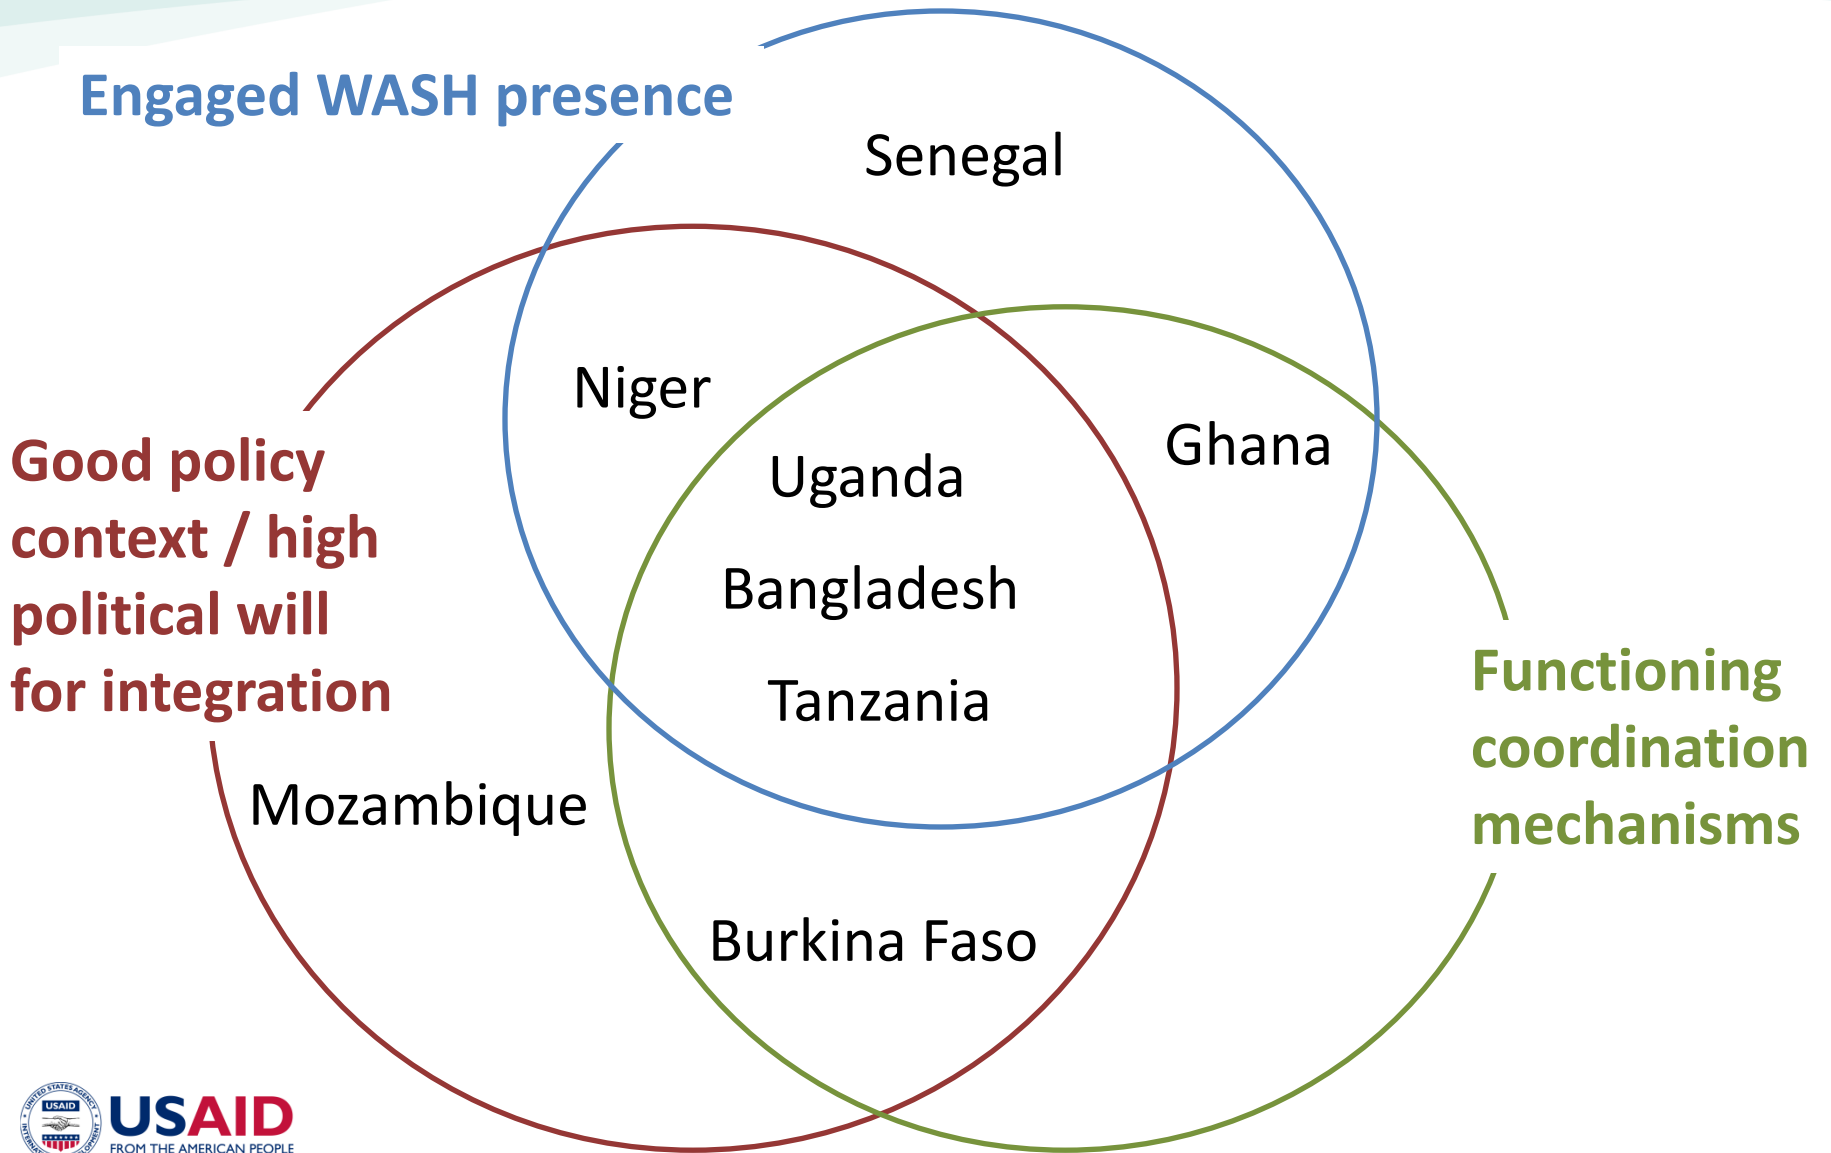 Engaged WASH presence
Senegal
Niger
Ghana
Good policy
context / high
political will
for integration
Uganda
Bangladesh
Tanzania
Functioning
coordination
mechanisms
Mozambique
Burkina Faso
USAID
USAID
FROM THE AMERICAN PEOPLE